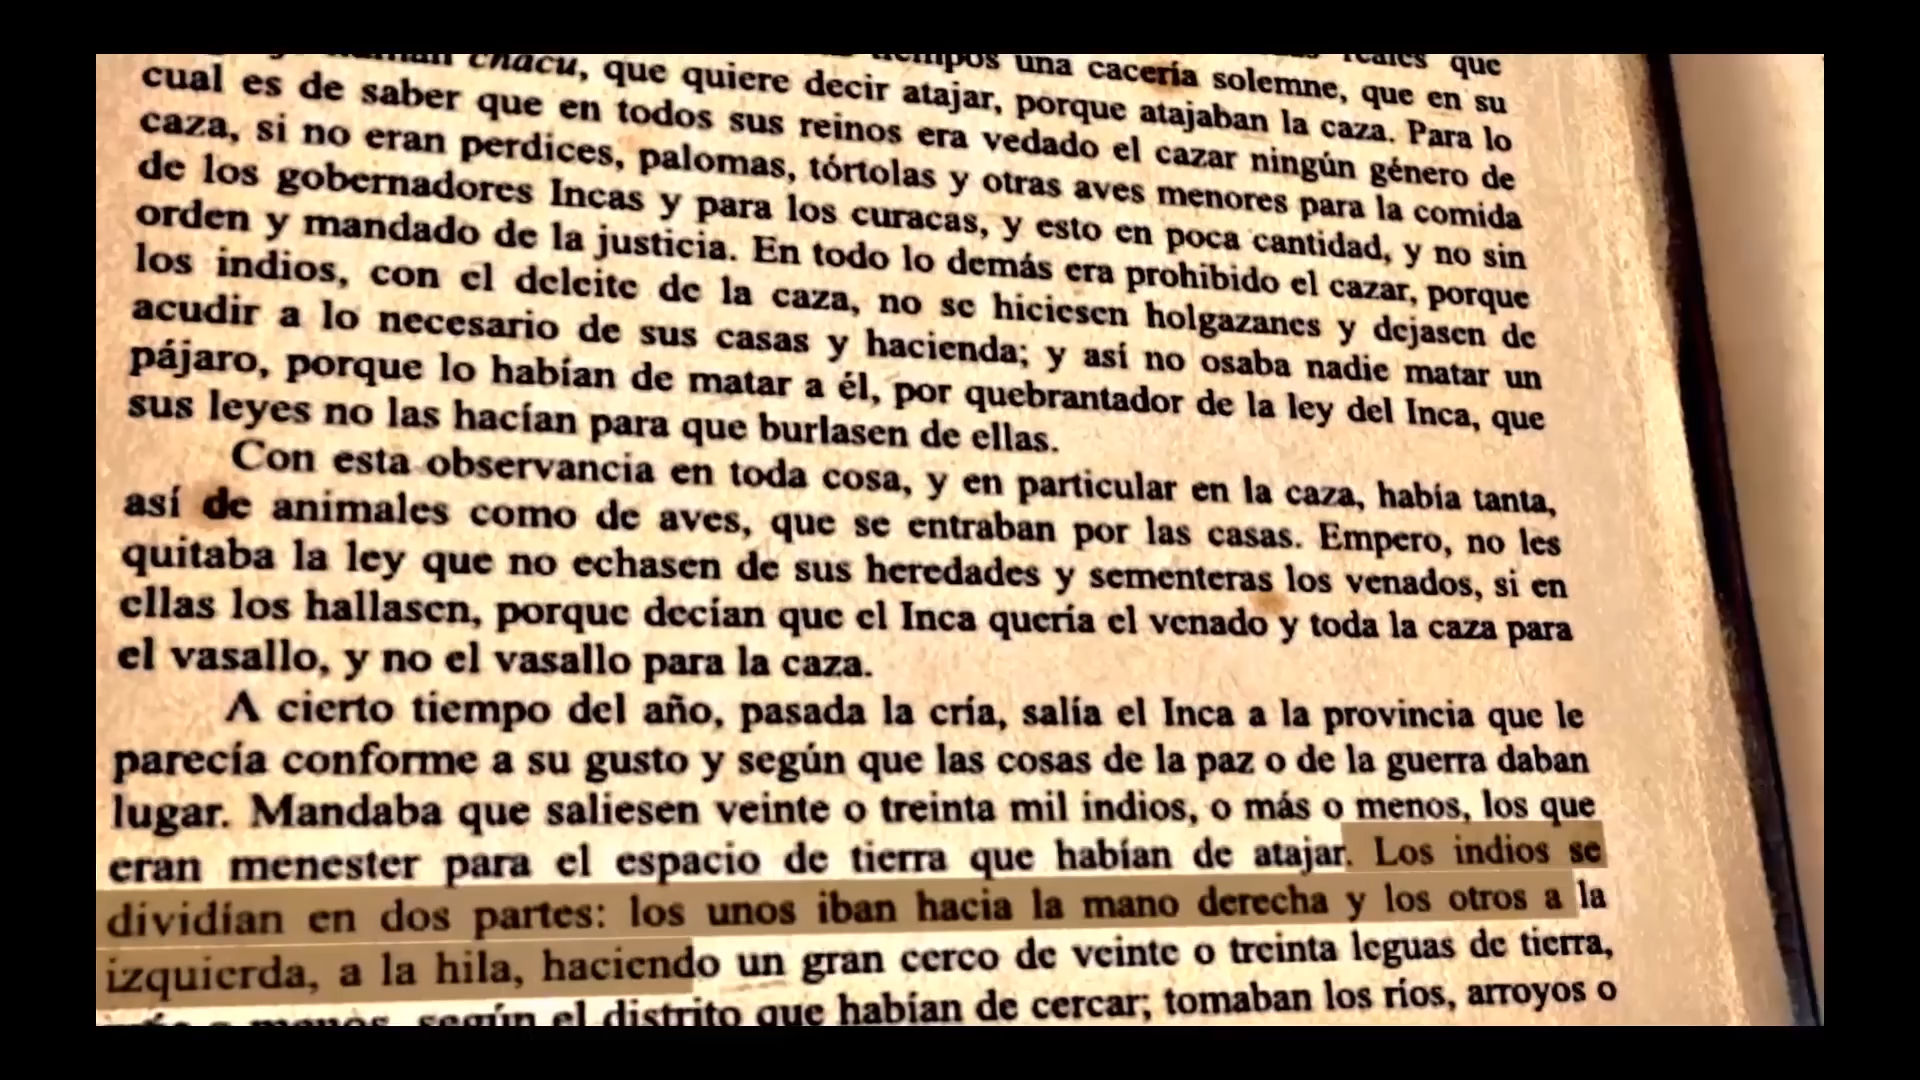 chacu, que quiere decir atajar, porque atajaban la caza. Para lo
cual es de saber que en todos sus reinos era vedado el cazar ningún género de
caza, si no eran perdices, palomas, tórtolas y otras aves menores para la comida
de los gobernadores Incas y para los curacas, y esto en poca cantidad, y no sin
orden y mandado de la justicia. En todo lo demás era prohibido el cazar, porque
los indios, con el deleite de la caza, no se hiciesen holgazanes y dejasen de
acudir a lo necesario de sus casas y hacienda; y así no osaba nadie matar un
pájaro, porque lo habían de matar a él, por quebrantador de la ley del Inca, que
sus leyes no las hacían para que burlasen de ellas.
Con esta observancia en toda cosa, y en particular en la caza, había tanta,
así de animales como de aves, que se entraban por las casas. Empero, no les
quitaba la ley que no echasen de sus heredades y sementeras los venados, si en
ellas los hallasen, porque decían que el Inca quería el venado y toda la caza para
el vasallo, y no el vasallo para la caza.
A cierto tiempo del año, pasada la cría, salía el Inca a la provincia que le
parecía conforme a su gusto y según que las cosas de la paz o de la guerra daban
lugar. Mandaba que saliesen veinte o treinta mil indios, o más o menos, los que
eran menester para el espacio de tierra que habían de atajar. Los indios se
dividían en dos partes: los unos iban hacia la mano derecha y los otros a la
izquierda, a la hila, haciendo un gran cerco de veinte o treinta leguas de tierra,
menos, según el distrito que habían de cercar; tomaban los ríos, arroyos o